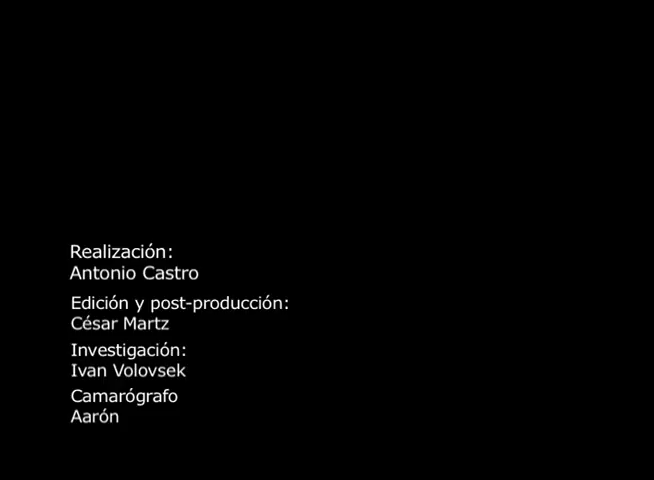 Realización:
Antonio Castro
Edición y post-producción:
César Martz
Investigación:
Ivan Volovsek
Camarógrafo
Aarón